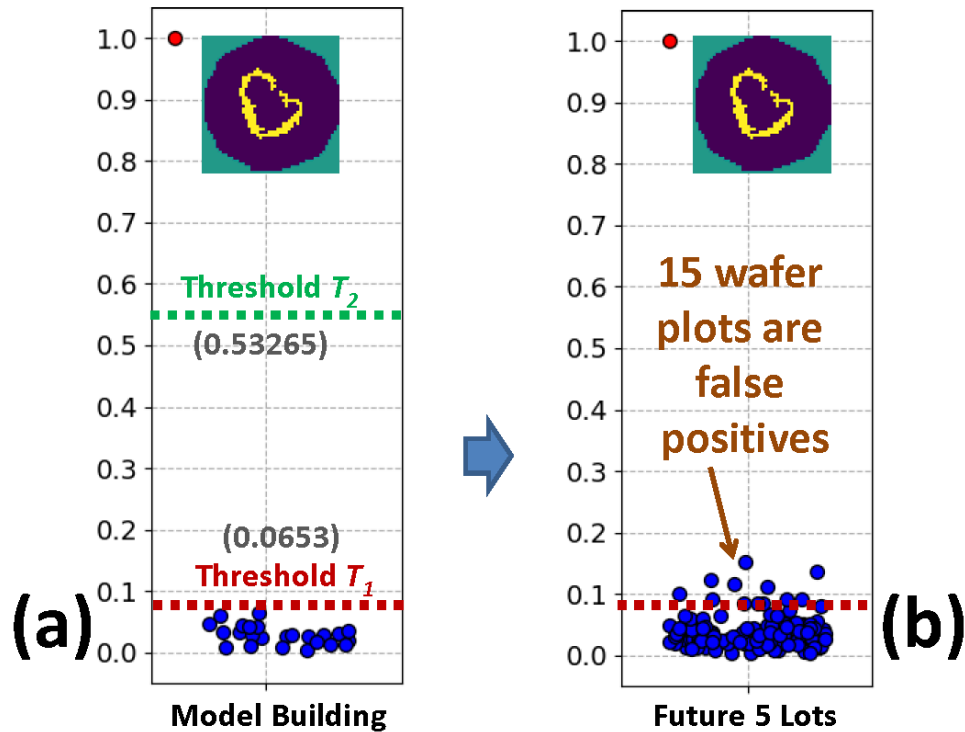 1.0
0.9
0.8
0.7
0.6
0.5
0.4
0.3
0.2
0.1
0.0
Threshold T2
(0.53265)
(0.0653)
Threshold T1
(a)
Model Building
1.0
0.9
0.8
0.7
0.6
0.5
0.4
0.3
0.2
0.1
0.0
15 wafer
plots are
false
positives
(b)
Future 5 Lots